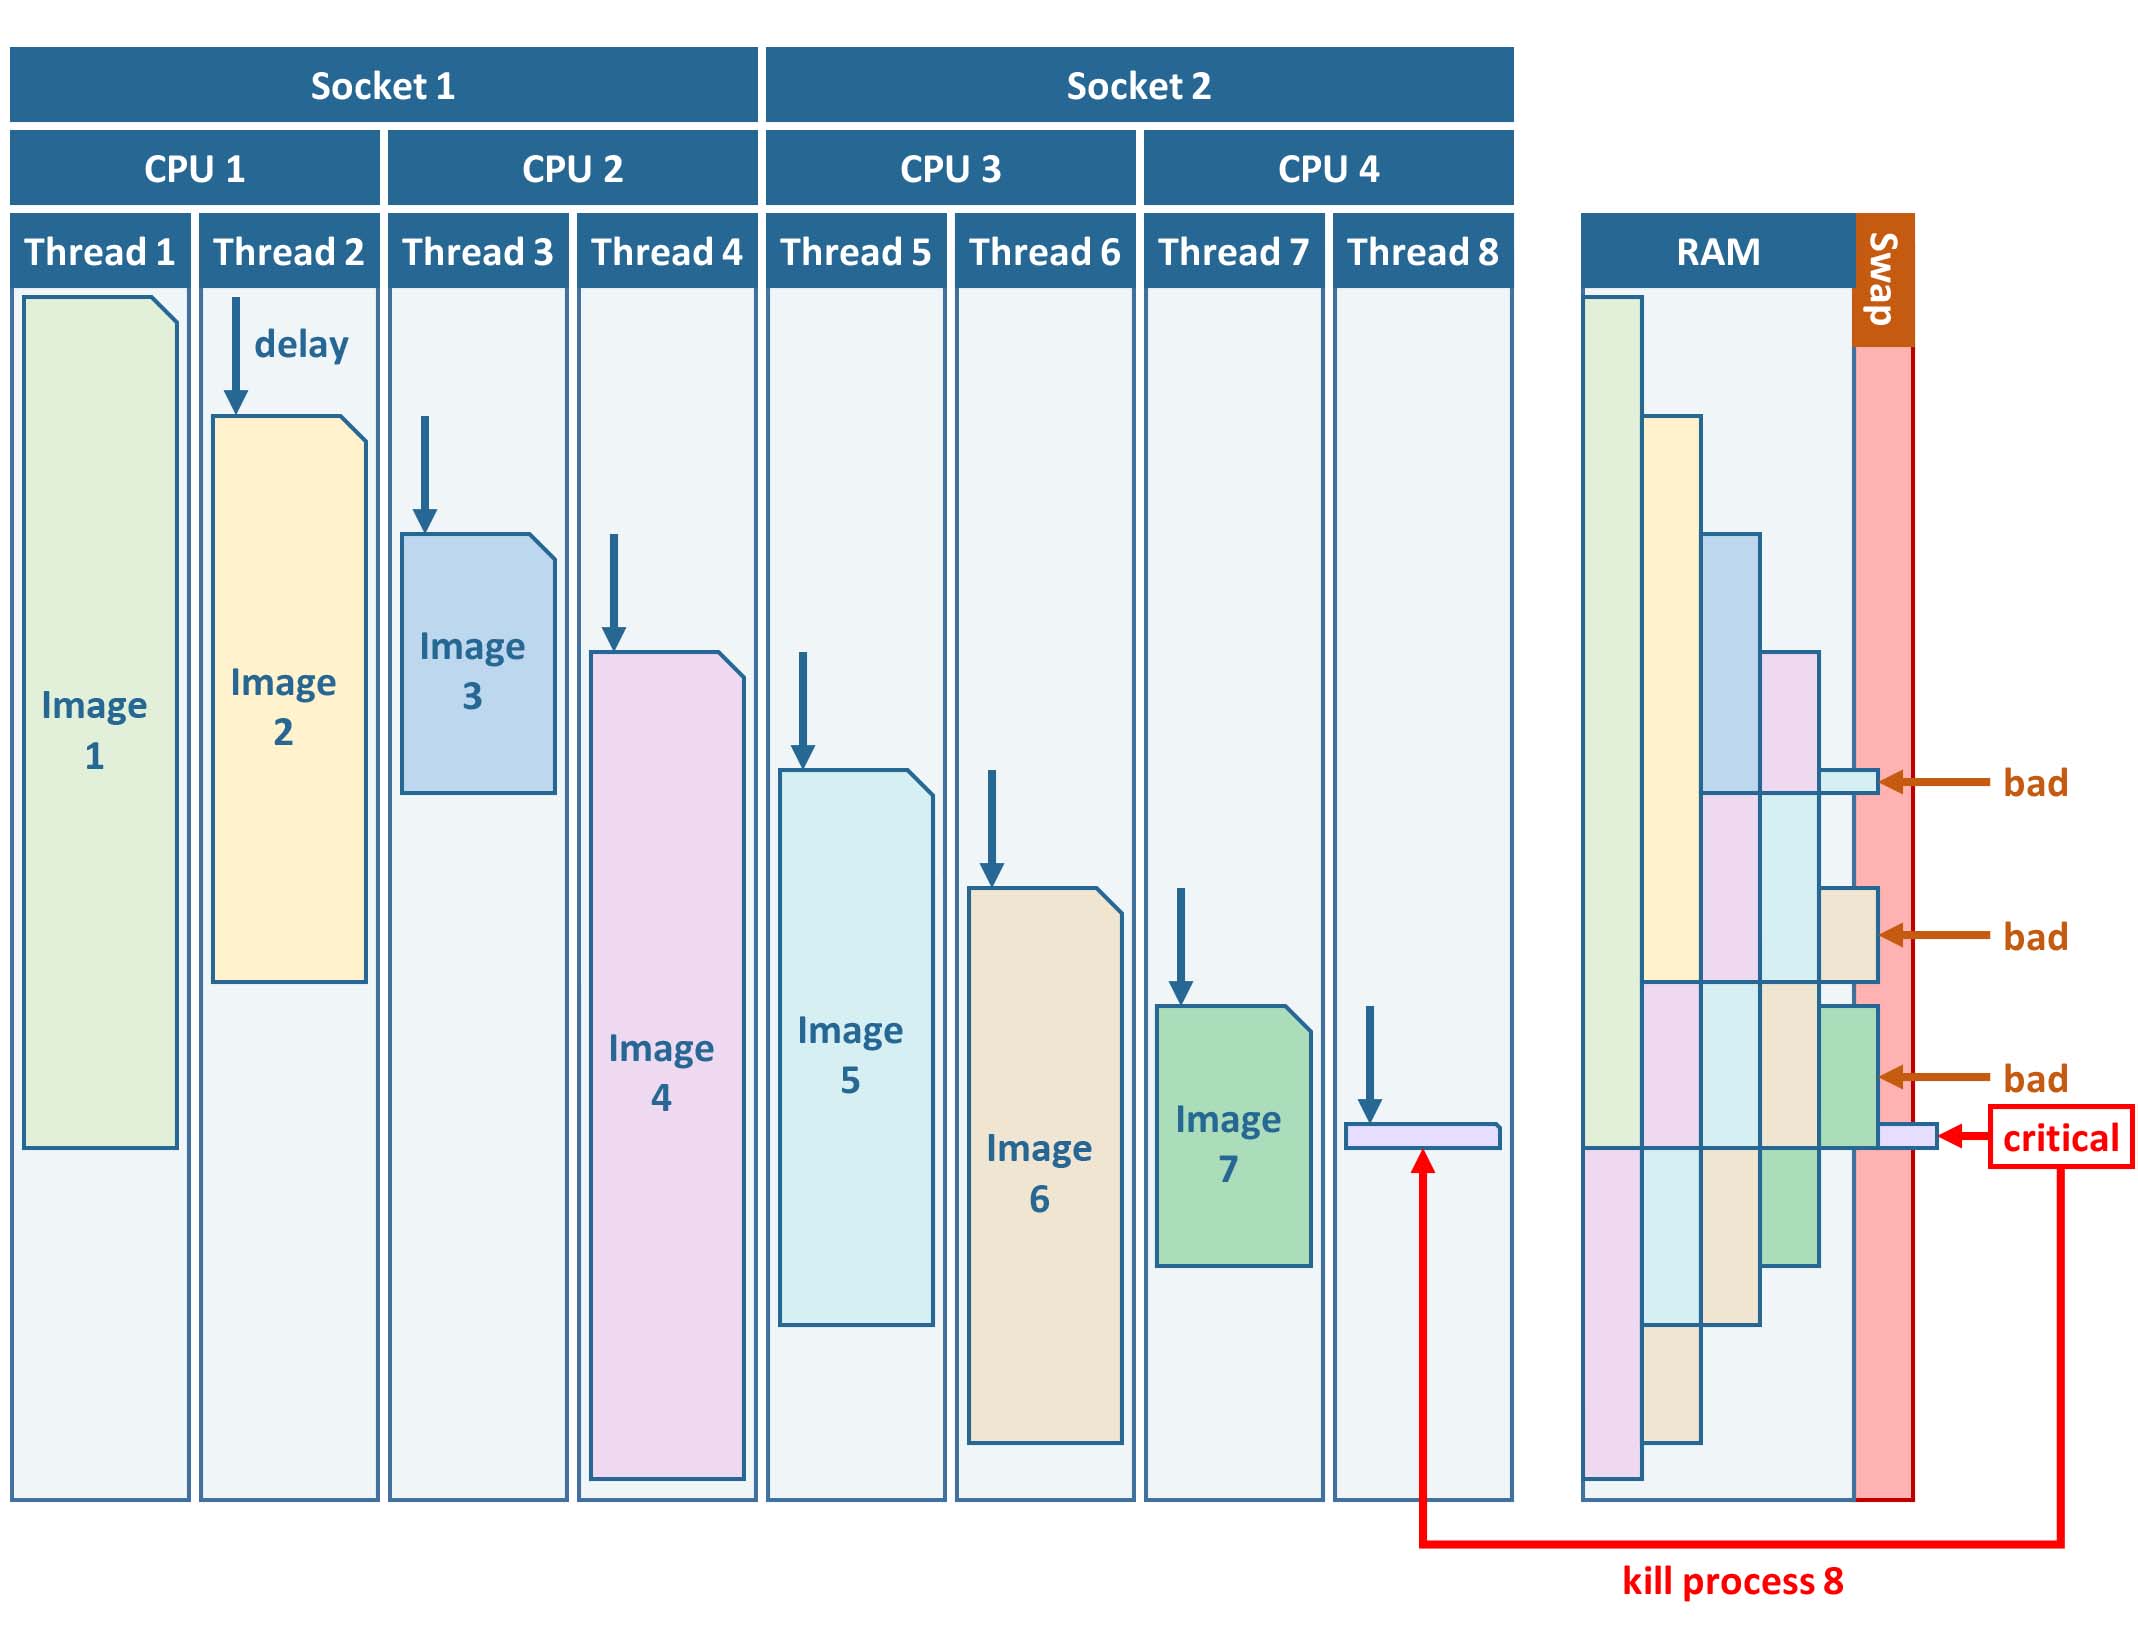 Socket 1
Socket 2
CPU 1
CPU 2
CPU 3
CPU 4
Thread 1
Thread 2
Thread 3
Thread 4
Thread 5
Thread 6
Thread 7
Thread 8
RAM
Swap
delay
Image
1
Image
2
Image
3
Image
4
Image
5
Image
6
Image
7
bad
bad
bad
critical
kill process 8